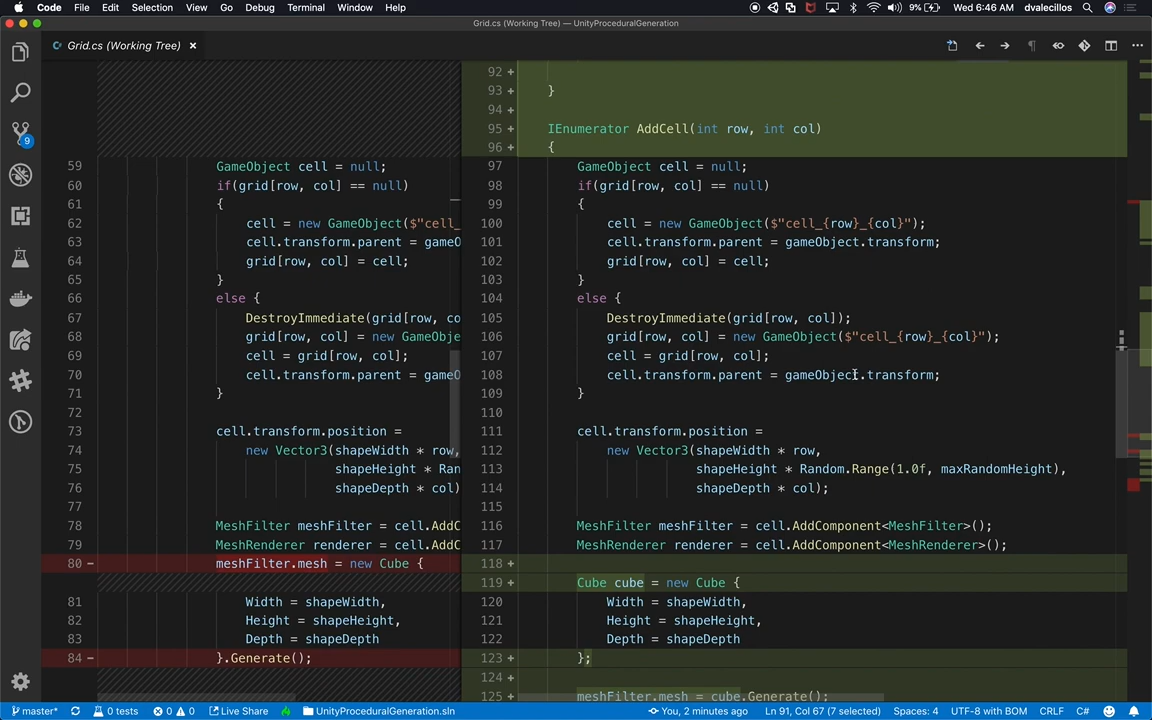 Code File Edit Selection View Go Debug Terminal Window Help 9% Wed 6:46 AM dvalecillos
Grid.cs (Working Tree) — UnityProceduralGeneration
Grid.cs (Working Tree) ×
92 +
93 + }
94 +
95 + IEnumerator AddCell(int row, int col)
96 + {
59 GameObject cell = null; 97 GameObject cell = null;
60 if(grid[row, col] == null) 98 if(grid[row, col] == null)
61 { 99 {
62 cell = new GameObject($"cell_ 100 cell = new GameObject($"cell_{row}_{col}");
63 cell.transform.parent = gameO 101 cell.transform.parent = gameObject.transform;
64 grid[row, col] = cell; 102 grid[row, col] = cell;
65 } 103 }
66 else { 104 else {
67 DestroyImmediate(grid[row, co 105 DestroyImmediate(grid[row, col]);
68 grid[row, col] = new GameObje 106 grid[row, col] = new GameObject($"cell_{row}_{col}");
69 cell = grid[row, col]; 107 cell = grid[row, col];
70 cell.transform.parent = gameO 108 cell.transform.parent = gameObject.transform;
71 } 109 }
72 110
73 cell.transform.position = 111 cell.transform.position =
74 new Vector3(shapeWidth * row, 112 new Vector3(shapeWidth * row,
75 shapeHeight * Ran 113 shapeHeight * Random.Range(1.0f, maxRandomHeight),
76 shapeDepth * col) 114 shapeDepth * col);
77 115
78 MeshFilter meshFilter = cell.AddC 116 MeshFilter meshFilter = cell.AddComponent<MeshFilter>();
79 MeshRenderer renderer = cell.AddC 117 MeshRenderer renderer = cell.AddComponent<MeshRenderer>();
80 − meshFilter.mesh = new Cube { 118 +
119 + Cube cube = new Cube {
81 Width = shapeWidth, 120 Width = shapeWidth,
82 Height = shapeHeight, 121 Height = shapeHeight,
83 Depth = shapeDepth 122 Depth = shapeDepth
84 − }.Generate(); 123 + };
124 +
125 + meshFilter.mesh = cube.Generate();
9
master* 0 tests 0 0 Live Share UnityProceduralGeneration.sln You, 2 minutes ago Ln 91, Col 67 (7 selected) Spaces: 4 UTF-8 with BOM CRLF C#